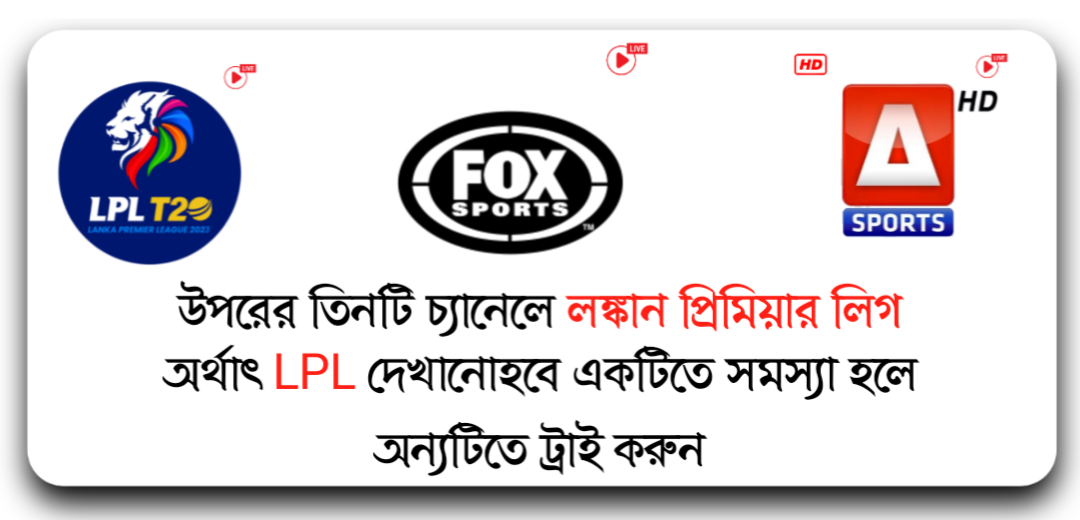 LIVE
LIVE
HD
LIVE
HD
LPL T20
LANKA PREMIER LEAGUE 2023
FOX
SPORTS
TM
A
SPORTS
উপরের তিনটি চ্যানেলে লঙ্কান প্রিমিয়ার লিগ
অর্থাৎ LPL দেখানোহবে একটিতে সমস্যা হলে
অন্যটিতে ট্রাই করুন